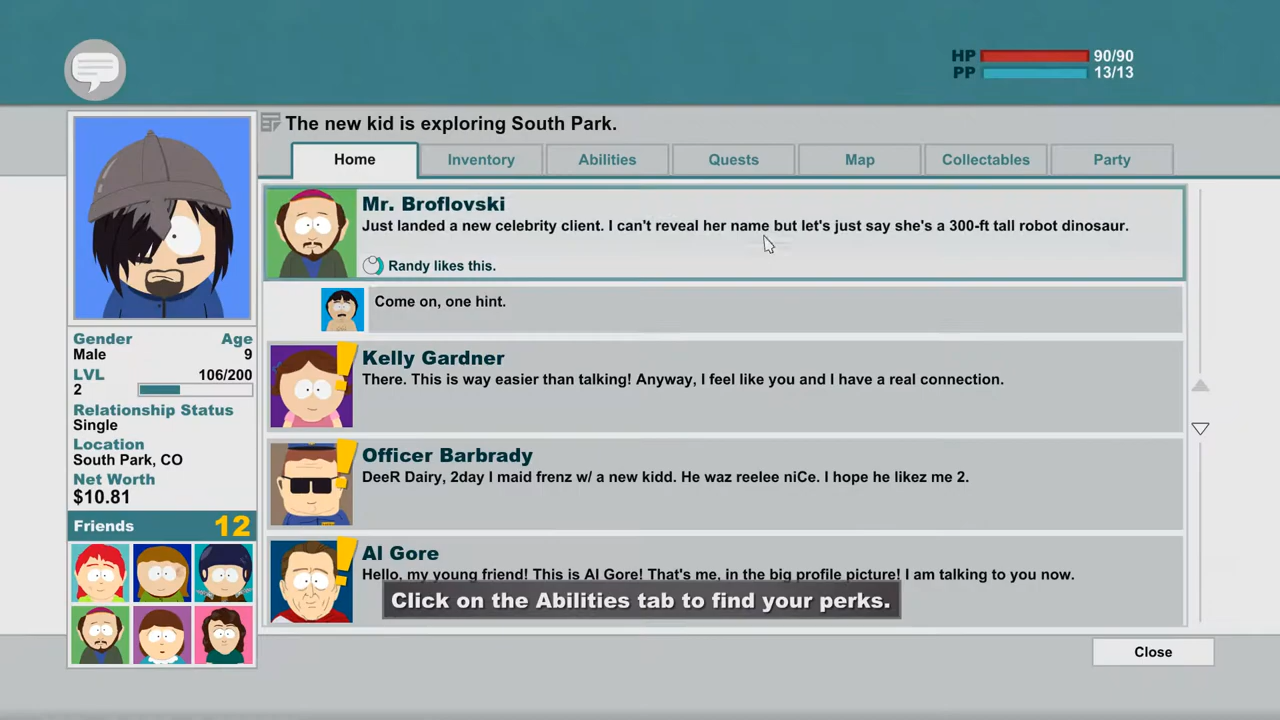 HP 90/90
PP 13/13
The new kid is exploring South Park.
Home Inventory Abilities Quests Map Collectables Party
Mr. Broflovski
Just landed a new celebrity client. I can't reveal her name but let's just say she's a 300-ft tall robot dinosaur.
Randy likes this.
Come on, one hint.
Kelly Gardner
There. This is way easier than talking! Anyway, I feel like you and I have a real connection.
Officer Barbrady
DeeR Dairy, 2day I maid frenz w/ a new kidd. He waz reelee niCe. I hope he likez me 2.
Al Gore
Hello, my young friend! This is Al Gore! That's me, in the big profile picture! I am talking to you now.
Click on the Abilities tab to find your perks.
Gender Age
Male 9
LVL 106/200
2
Relationship Status
Single
Location
South Park, CO
Net Worth
$10.81
Friends 12
Close